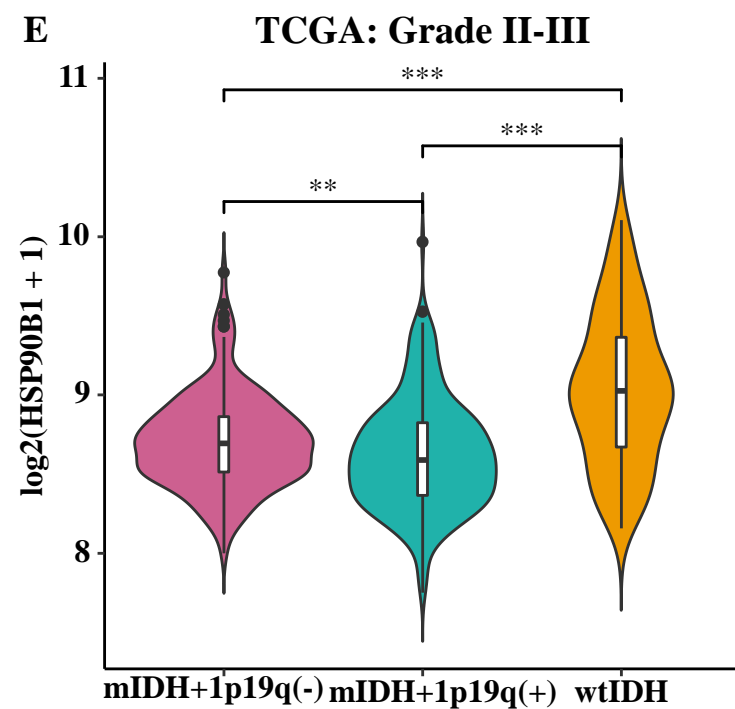 E
TCGA: Grade II-III
11
10
9
8
log2(HSP90B1 + 1)
***
***
**
mIDH+1p19q(-) mIDH+1p19q(+) wtIDH